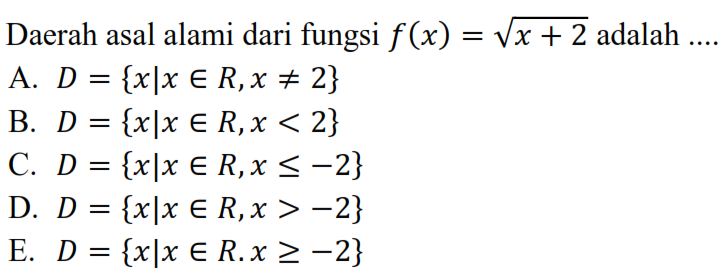 Daerah asal alami dari fungsi f(x) = √x + 2 adalah ....
A. D = {x|x ∈ R, x ≠ 2}
B. D = {x|x ∈ R, x < 2}
C. D = {x|x ∈ R, x ≤ −2}
D. D = {x|x ∈ R, x > −2}
E. D = {x|x ∈ R. x ≥ −2}